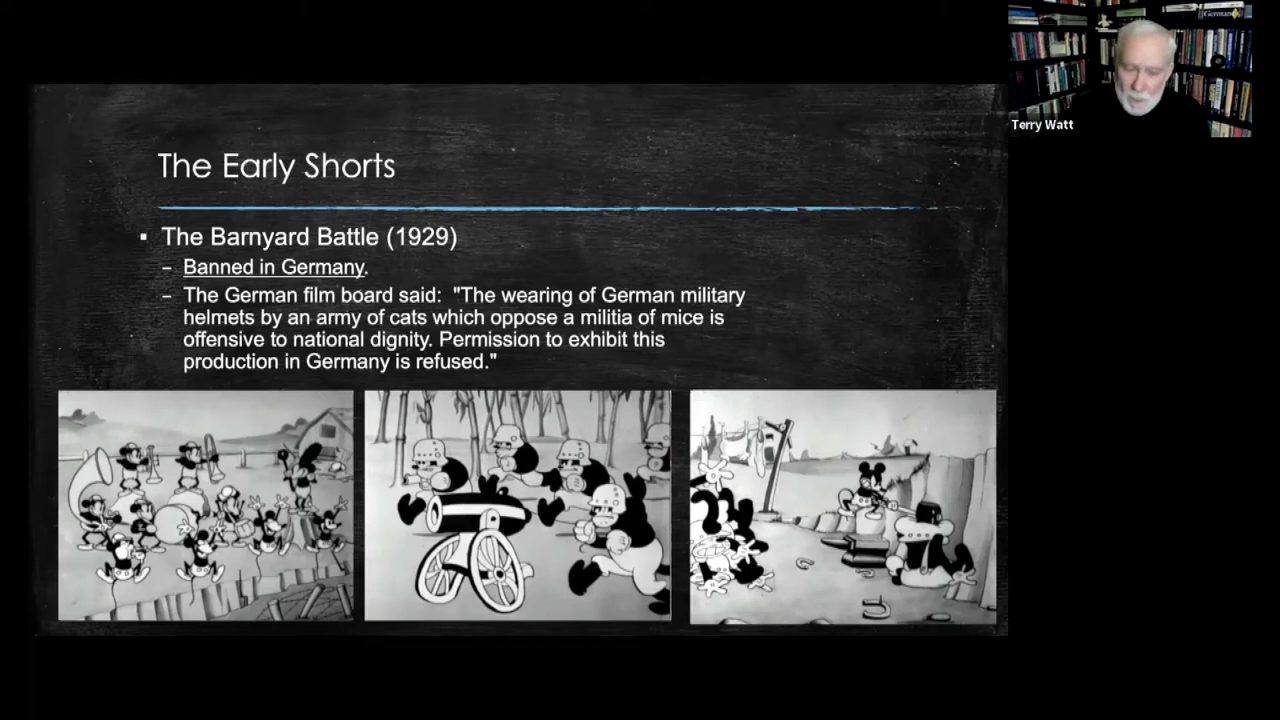 German
Terry Watt
The Early Shorts
▪ The Barnyard Battle (1929)
– Banned in Germany.
– The German film board said: "The wearing of German military
helmets by an army of cats which oppose a militia of mice is
offensive to national dignity. Permission to exhibit this
production in Germany is refused."